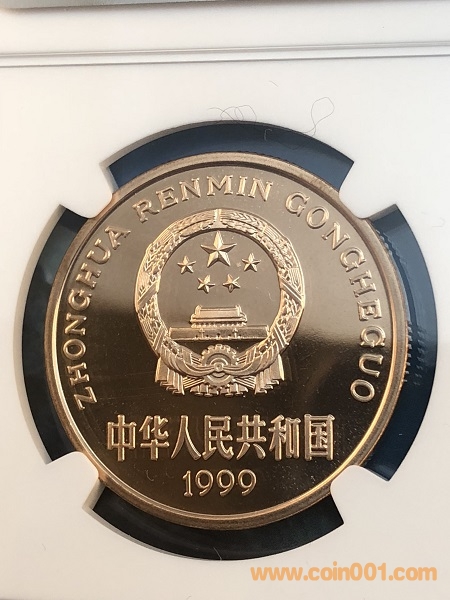 ZHONGHUA RENMIN GONGHEGUO
中华人民共和国
1999
www.coin001.com